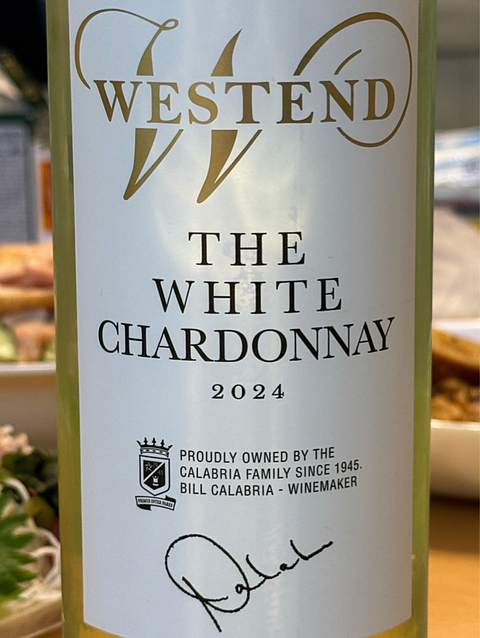 WESTEND
THE
WHITE
CHARDONNAY
2024
PROUDLY OWNED BY THE
CALABRIA FAMILY SINCE 1945.
BILL CALABRIA - WINEMAKER